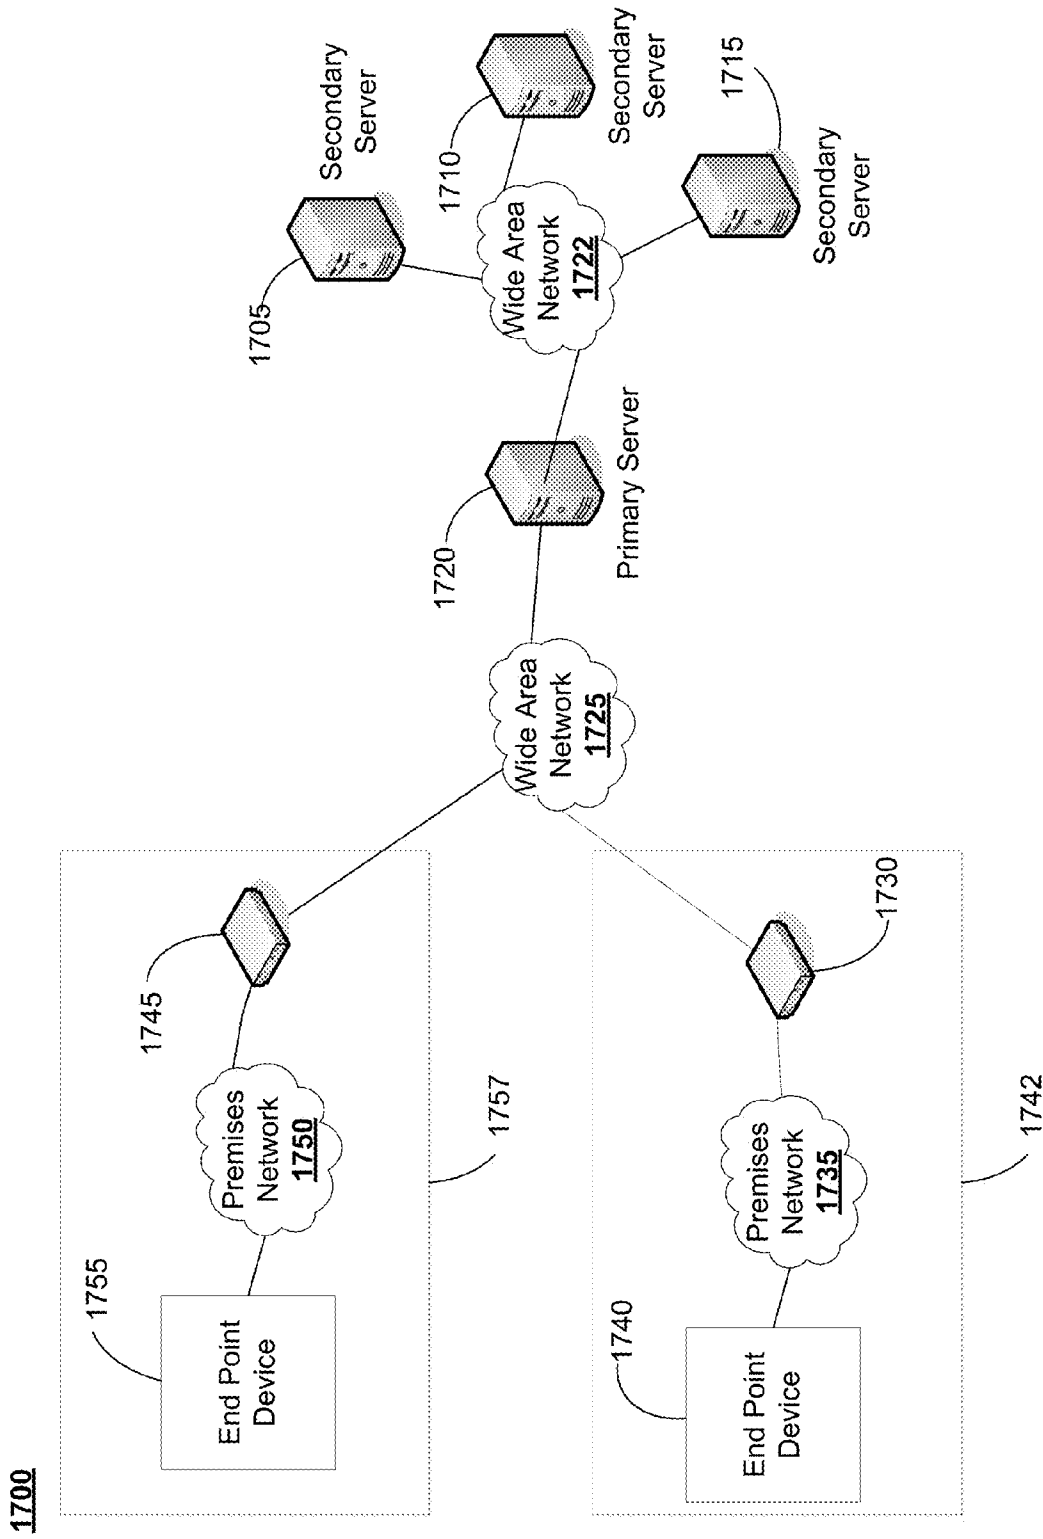 1700
End Point
Device
1755
Premises
Network
1750
1745
1757
End Point
Device
1740
Premises
Network
1735
1730
1742
Wide Area
Network
1725
1720
Primary Server
Wide Area
Network
1722
1705
Secondary
Server
1710
Secondary
Server
1715
Secondary
Server